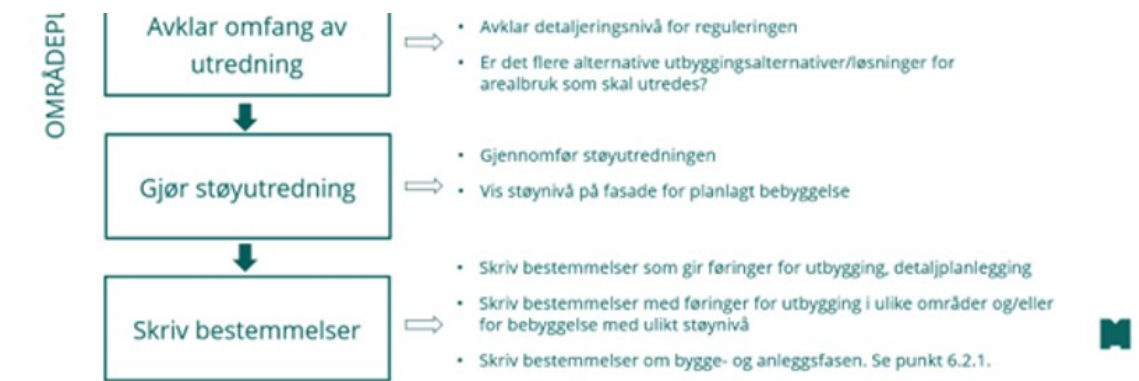 OMRÅDEPL
Avklar omfang av
utredning
• Avklar detaljeringsnivå for reguleringen
• Er det flere alternative utbyggingsalternativer/løsninger for
arealbruk som skal utredes?
Gjør støyutredning
• Gjennomfør støyutredningen
• Vis støynivå på fasade for planlagt bebyggelse
Skriv bestemmelser
• Skriv bestemmelser som gir føringer for utbygging, detaljplanlegging
• Skriv bestemmelser med føringer for utbygging i ulike områder og/eller
for bebyggelse med ulikt støynivå
• Skriv bestemmelser om bygge- og anleggsfasen. Se punkt 6.2.1.